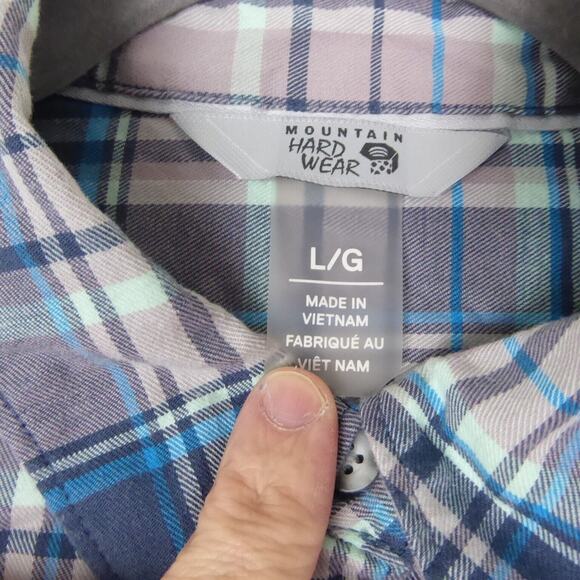 MOUNTAIN
HARD
WEAR
L/G
MADE IN
VIETNAM
FABRIQUÉ AU
VIÊT NAM